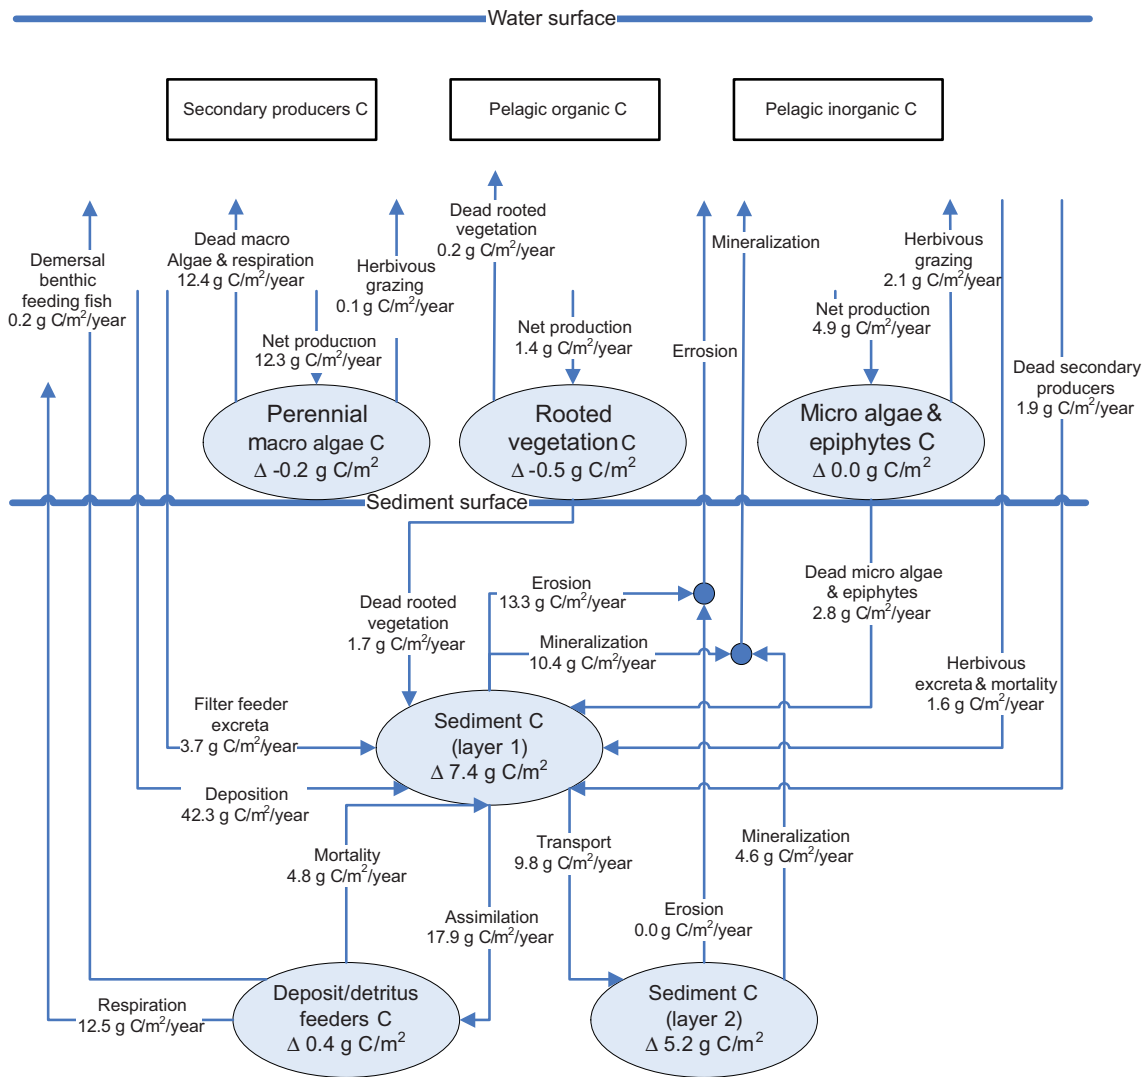 Water surface
Secondary producers C
Pelagic organic C
Pelagic inorganic C
Demersal
benthic
feeding fish
0.2 g C/m²/year
Dead macro
Algae & respiration
12.4 g C/m²/year
Net production
12.3 g C/m²/year
Herbivous
grazing
0.1 g C/m²/year
Dead rooted
vegetation
0.2 g C/m²/year
Net production
1.4 g C/m²/year
Errosion
Mineralization
Net production
4.9 g C/m²/year
Herbivous
grazing
2.1 g C/m²/year
Dead secondary
producers
1.9 g C/m²/year
Perennial
macro algae C
Δ -0.2 g C/m²
Rooted
vegetation C
Δ -0.5 g C/m²
Micro algae &
epiphytes C
Δ 0.0 g C/m²
Sediment surface
Dead rooted
vegetation
1.7 g C/m²/year
Erosion
13.3 g C/m²/year
Mineralization
10.4 g C/m²/year
Dead micro algae
& epiphytes
2.8 g C/m²/year
Herbivous
excreta & mortality
1.6 g C/m²/year
Filter feeder
excreta
3.7 g C/m²/year
Sediment C
(layer 1)
Δ 7.4 g C/m²
Deposition
42.3 g C/m²/year
Mortality
4.8 g C/m²/year
Assimilation
17.9 g C/m²/year
Transport
9.8 g C/m²/year
Mineralization
4.6 g C/m²/year
Erosion
0.0 g C/m²/year
Respiration
12.5 g C/m²/year
Deposit/detritus
feeders C
Δ 0.4 g C/m²
Sediment C
(layer 2)
Δ 5.2 g C/m²